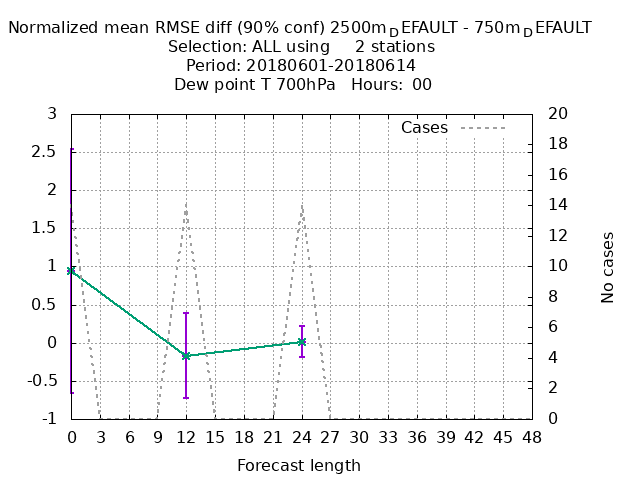 Normalized mean RMSE diff (90% conf) 2500m_DEFAULT - 750m_DEFAULT
Selection: ALL using     2 stations
Period: 20180601-20180614
Dew point T 700hPa   Hours: 00
Cases
3
2.5
2
1.5
1
0.5
0
-0.5
-1
20
18
16
14
12
10
8
6
4
2
0
No cases
0 3 6 9 12 15 18 21 24 27 30 33 36 39 42 45 48
Forecast length